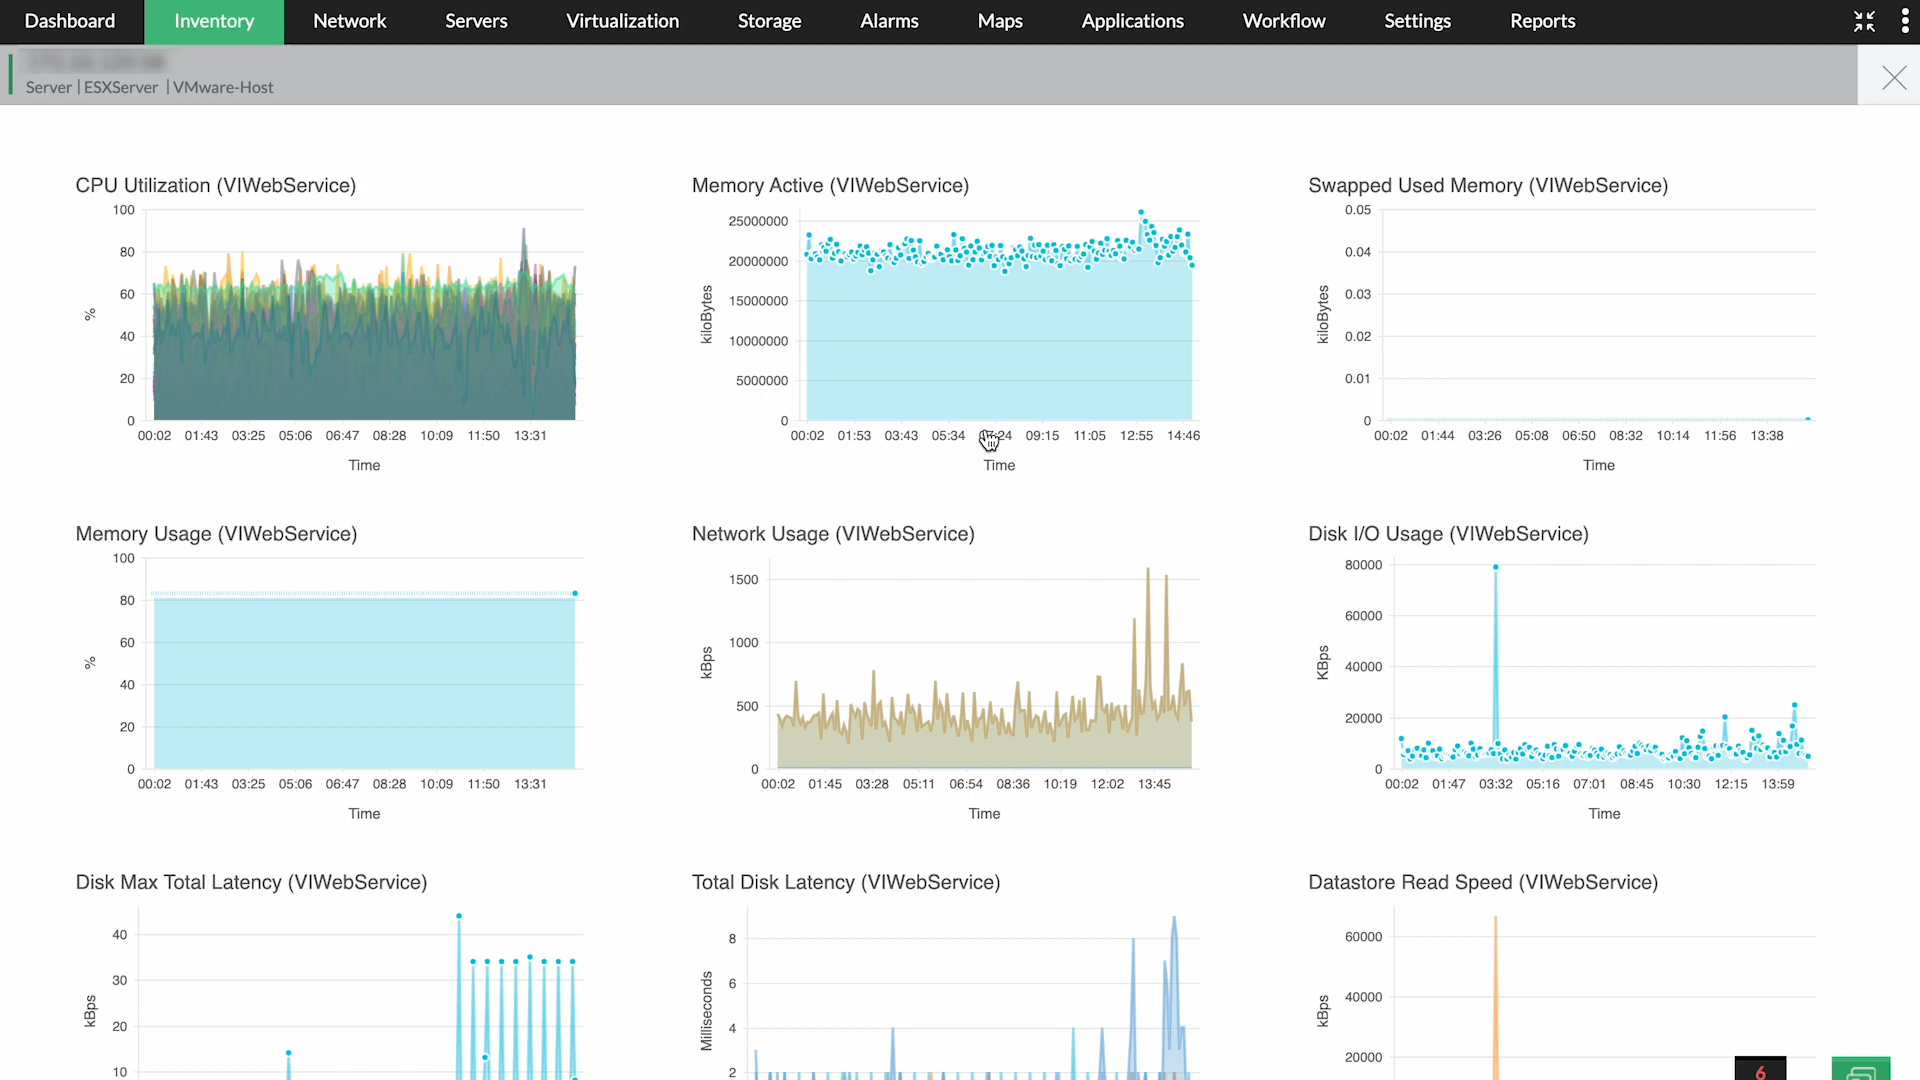 Dashboard Inventory Network Servers Virtualization Storage Alarms Maps Applications Workflow Settings Reports
Server | ESXServer | VMware-Host
CPU Utilization (VIWebService)
100
80
60
40
20
0
%
00:02 01:43 03:25 05:06 06:47 08:28 10:09 11:50 13:31
Time
Memory Active (VIWebService)
25000000
20000000
15000000
10000000
5000000
0
kiloBytes
00:02 01:53 03:43 05:34 09:15 11:05 12:55 14:46
Time
Swapped Used Memory (VIWebService)
0.05
0.04
0.03
0.02
0.01
0
kiloBytes
00:02 01:44 03:26 05:08 06:50 08:32 10:14 11:56 13:38
Time
Memory Usage (VIWebService)
100
80
60
40
20
0
%
00:02 01:43 03:25 05:06 06:47 08:28 10:09 11:50 13:31
Time
Network Usage (VIWebService)
1500
1000
500
0
kBps
00:02 01:45 03:28 05:11 06:54 08:36 10:19 12:02 13:45
Time
Disk I/O Usage (VIWebService)
80000
60000
40000
20000
0
KBps
00:02 01:47 03:32 05:16 07:01 08:45 10:30 12:15 13:59
Time
Disk Max Total Latency (VIWebService)
40
30
20
10
kBps
Total Disk Latency (VIWebService)
8
6
4
2
Milliseconds
Datastore Read Speed (VIWebService)
60000
40000
20000
kBps
6